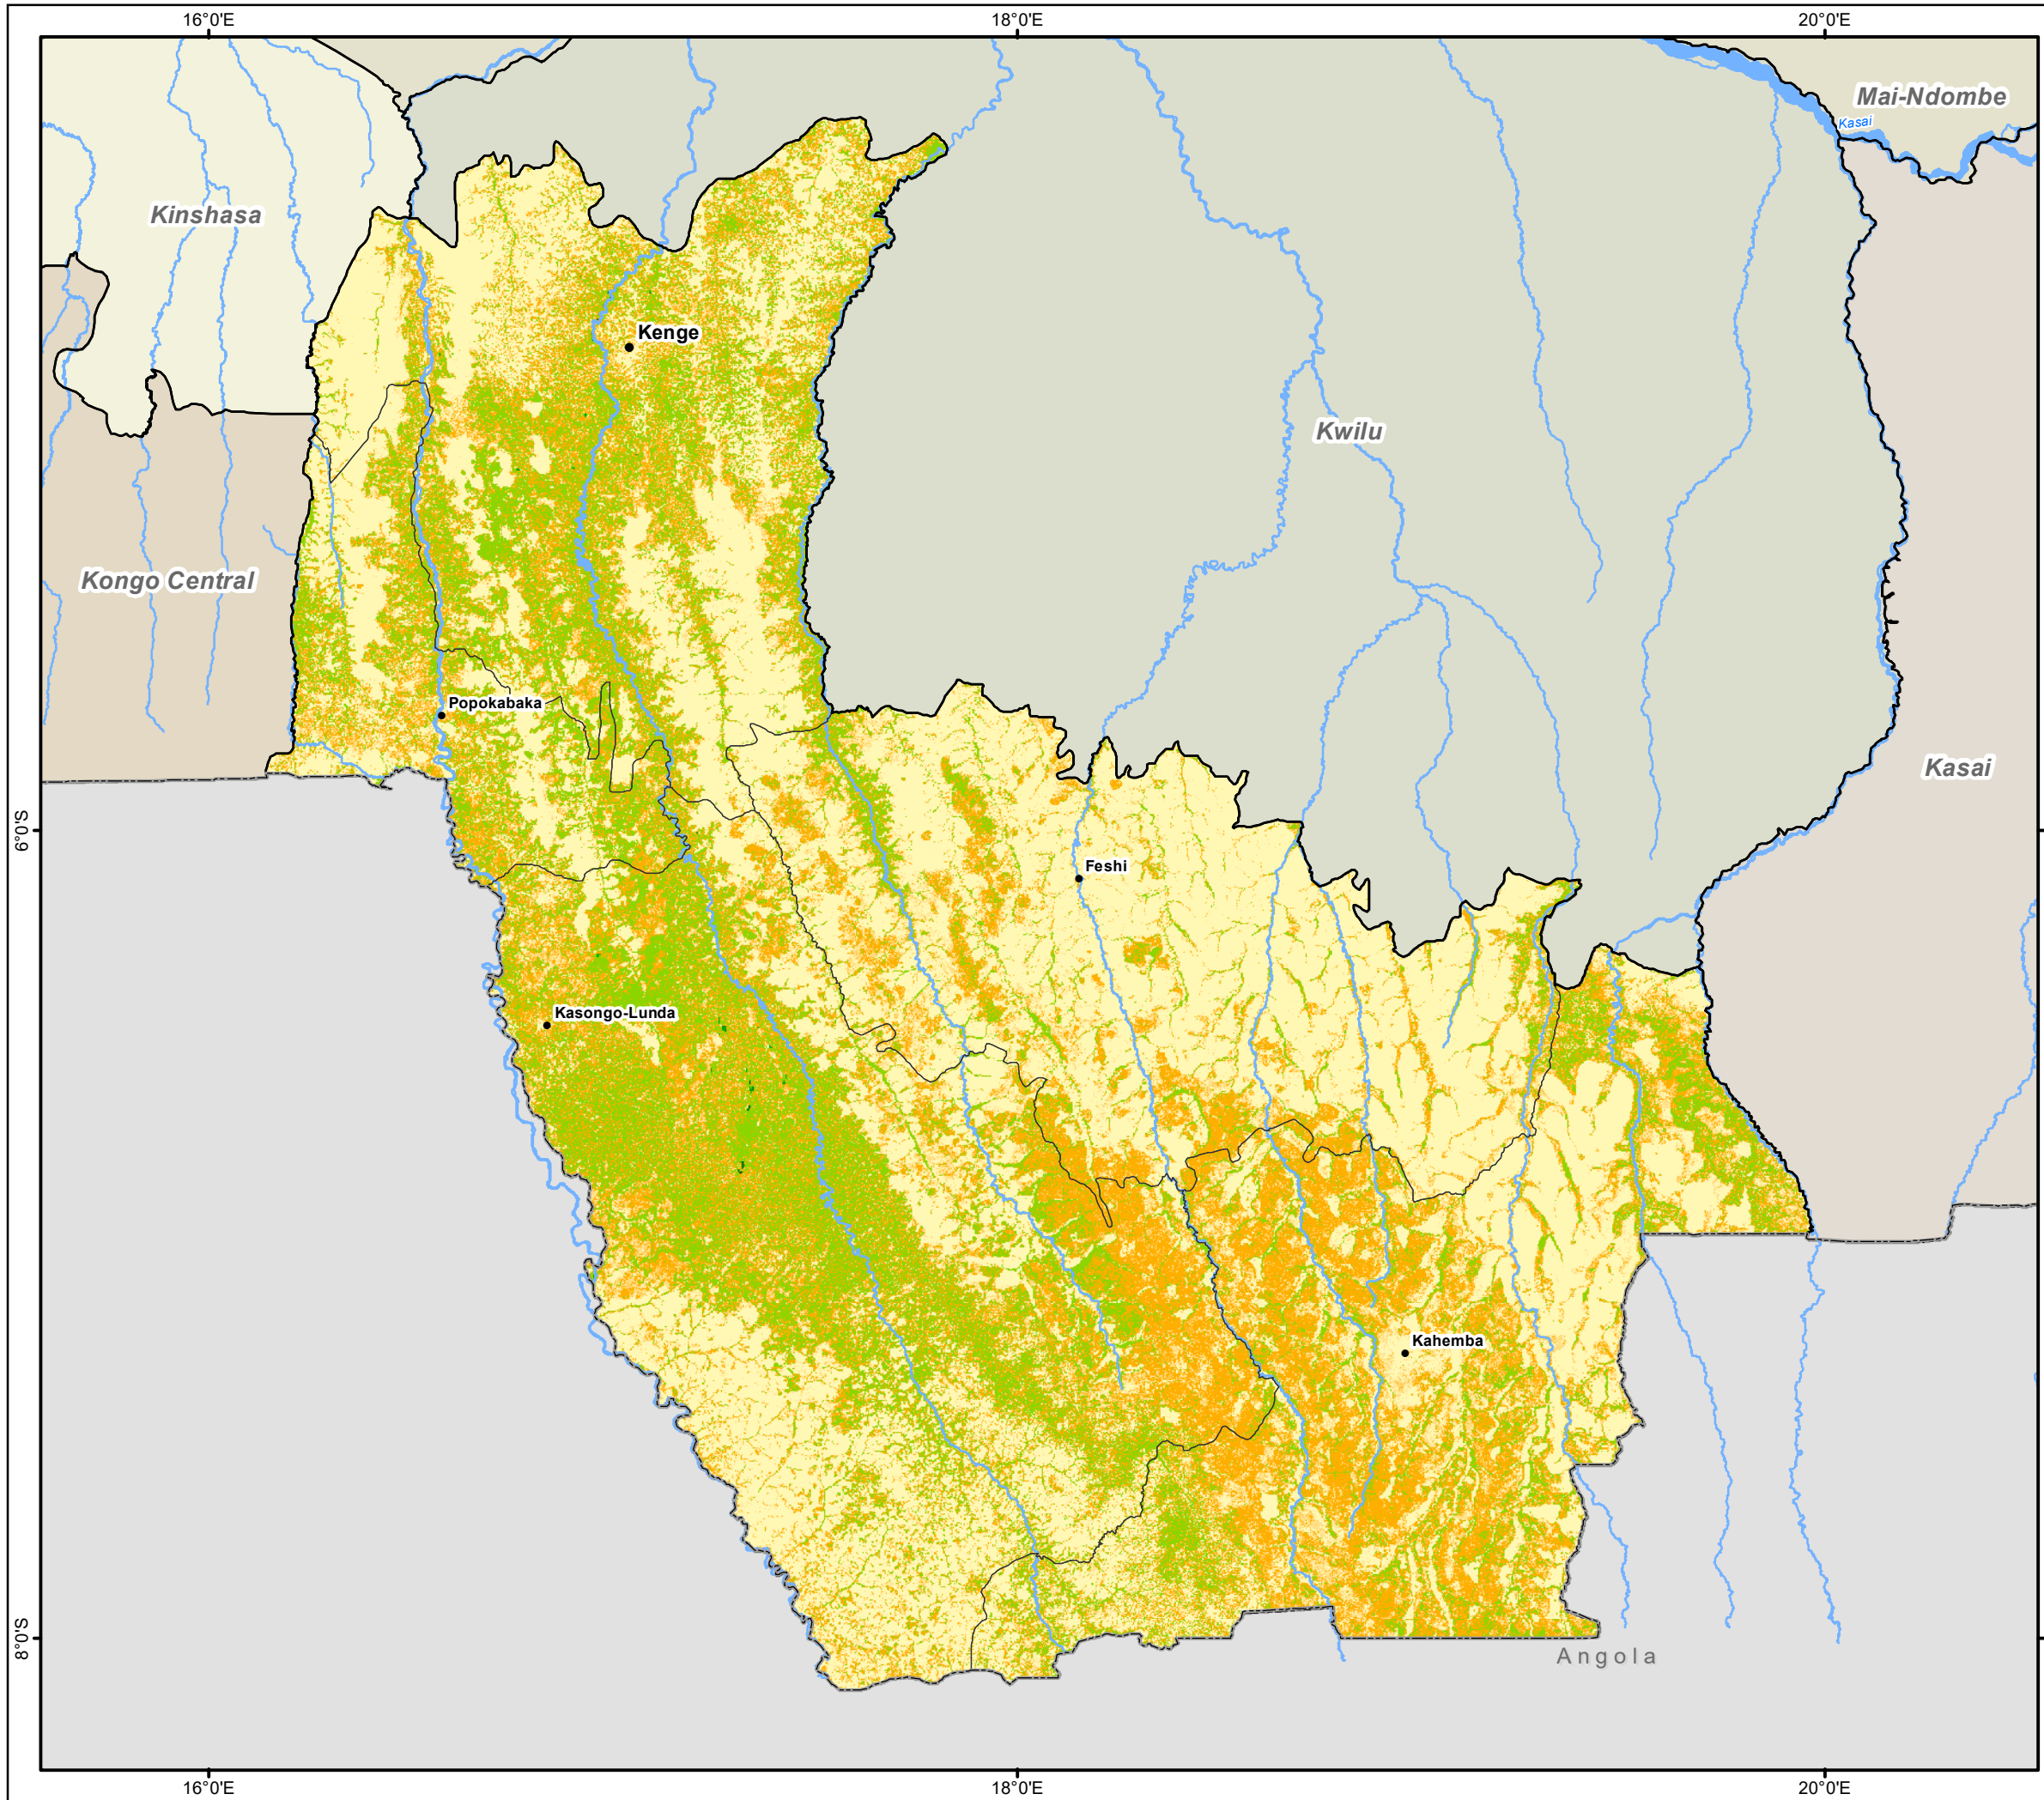 16°0'E
18°0'E
20°0'E
Mai-Ndombe
Kasai
Kinshasa
Kenge
Kwilu
Kongo Central
Popokabaka
Kasai
6°0'S
Feshi
Kasongo-Lunda
Kahemba
8°0'S
Angola
16°0'E
18°0'E
20°0'E